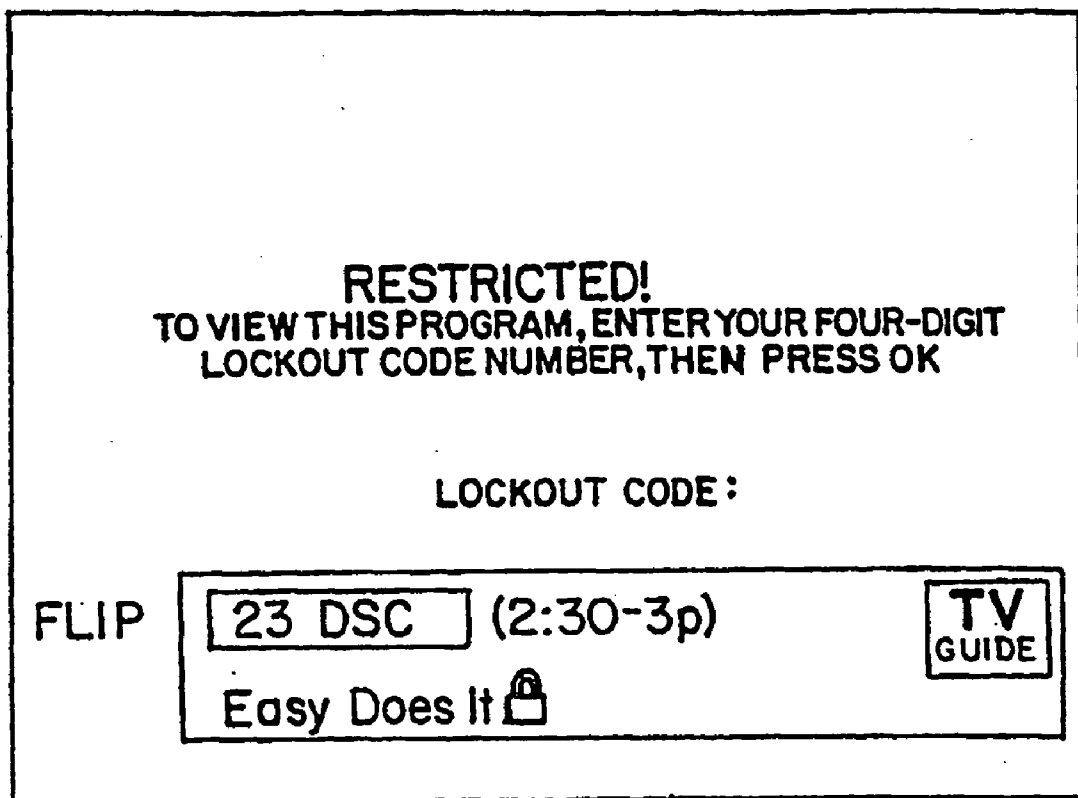 RESTRICTED!
TO VIEW THIS PROGRAM, ENTER YOUR FOUR-DIGIT
LOCKOUT CODE NUMBER, THEN PRESS OK
LOCKOUT CODE:
FLIP
23 DSC (2:30-3p)
TV
GUIDE
Easy Does It